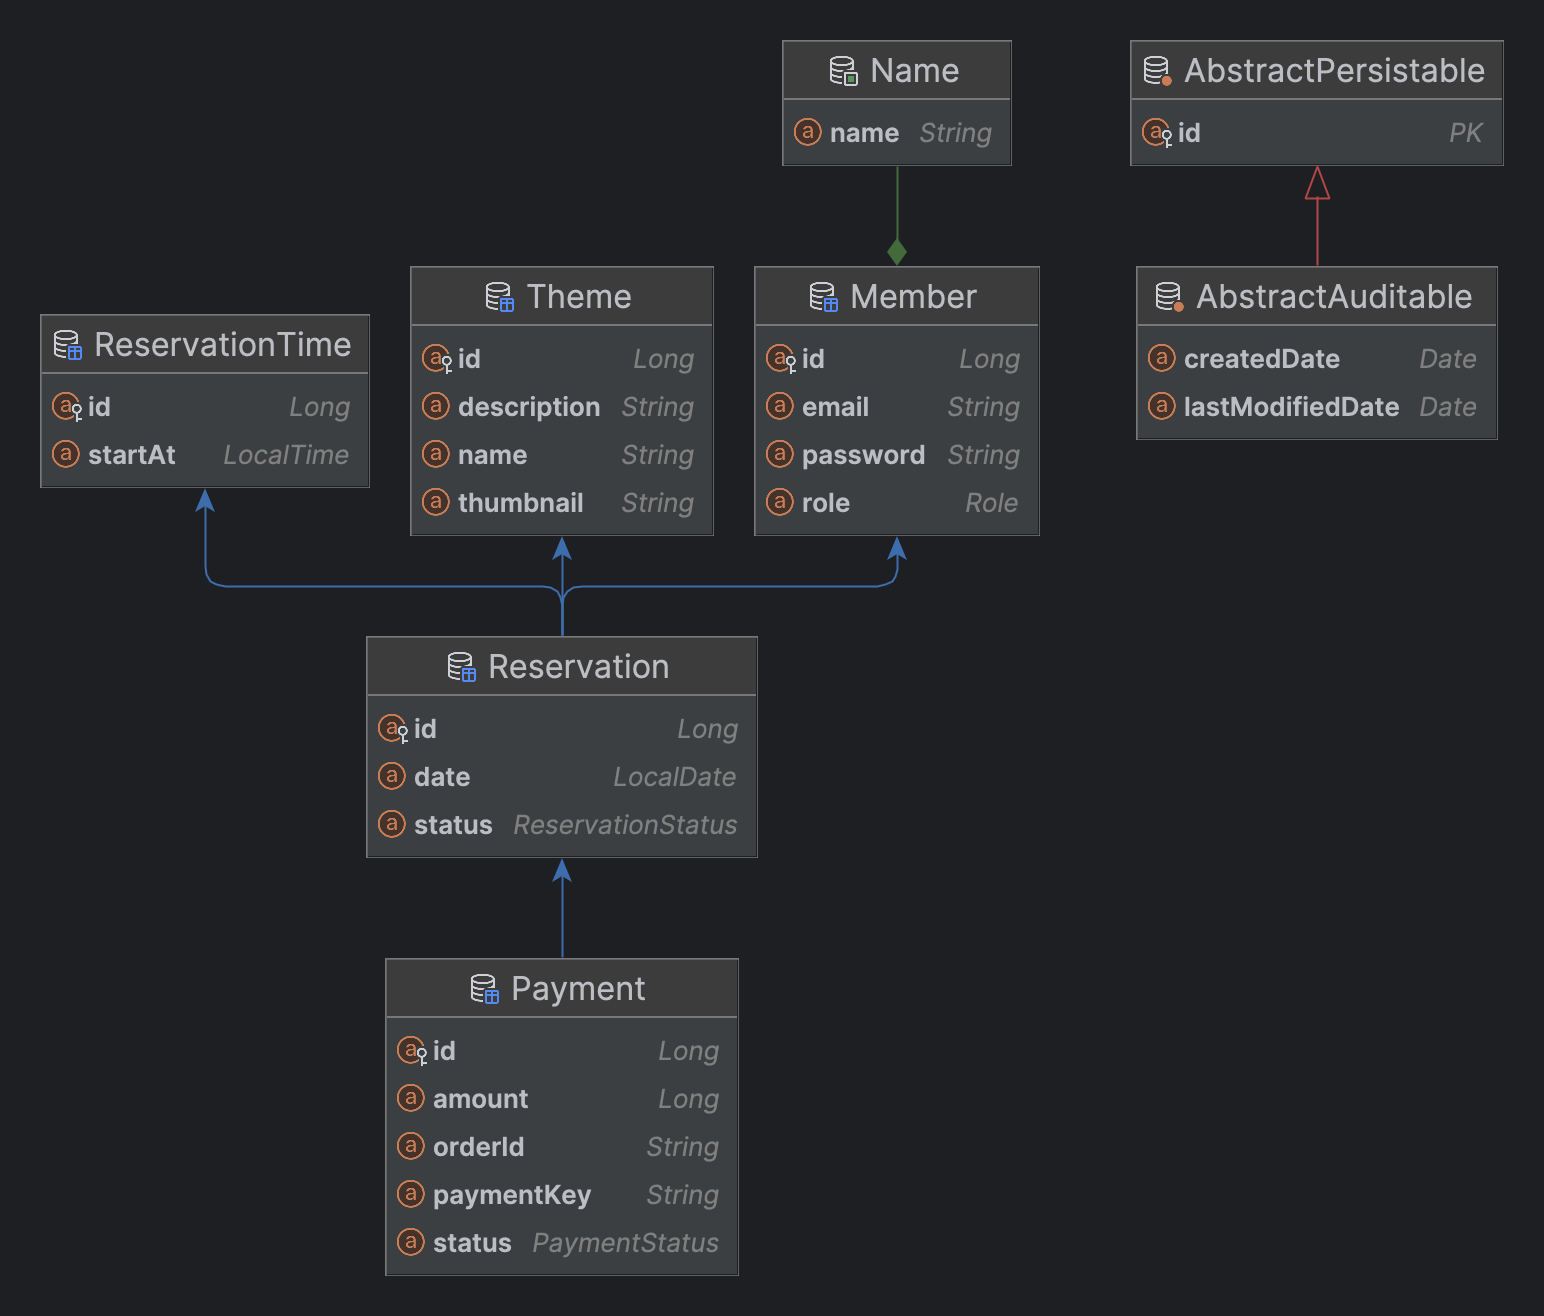 Name
name String
AbstractPersistable
id PK
ReservationTime
id Long
startAt LocalTime
Theme
id Long
description String
name String
thumbnail String
Member
id Long
email String
password String
role Role
AbstractAuditable
createdDate Date
lastModifiedDate Date
Reservation
id Long
date LocalDate
status ReservationStatus
Payment
id Long
amount Long
orderId String
paymentKey String
status PaymentStatus